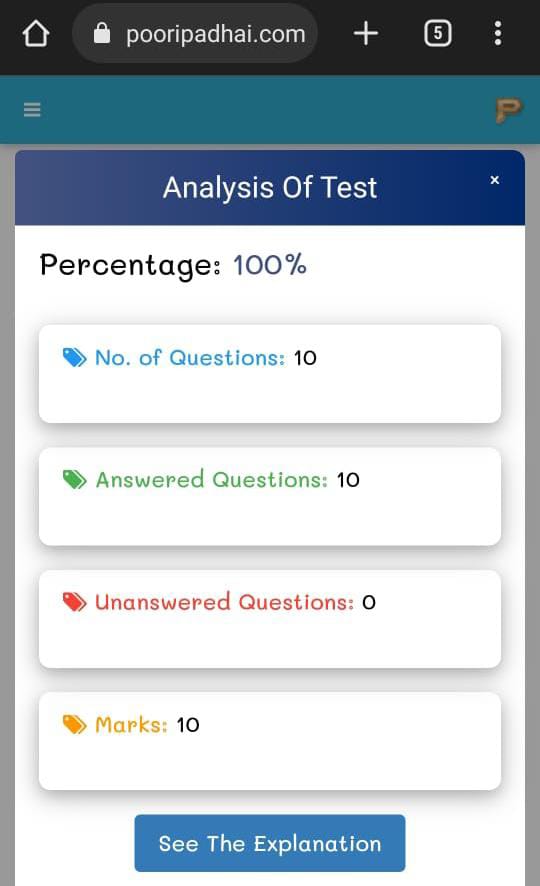 pooripadhai.com
5
P
Analysis Of Test
×
Percentage: 100%
No. of Questions: 10
Answered Questions: 10
Unanswered Questions: 0
Marks: 10
See The Explanation